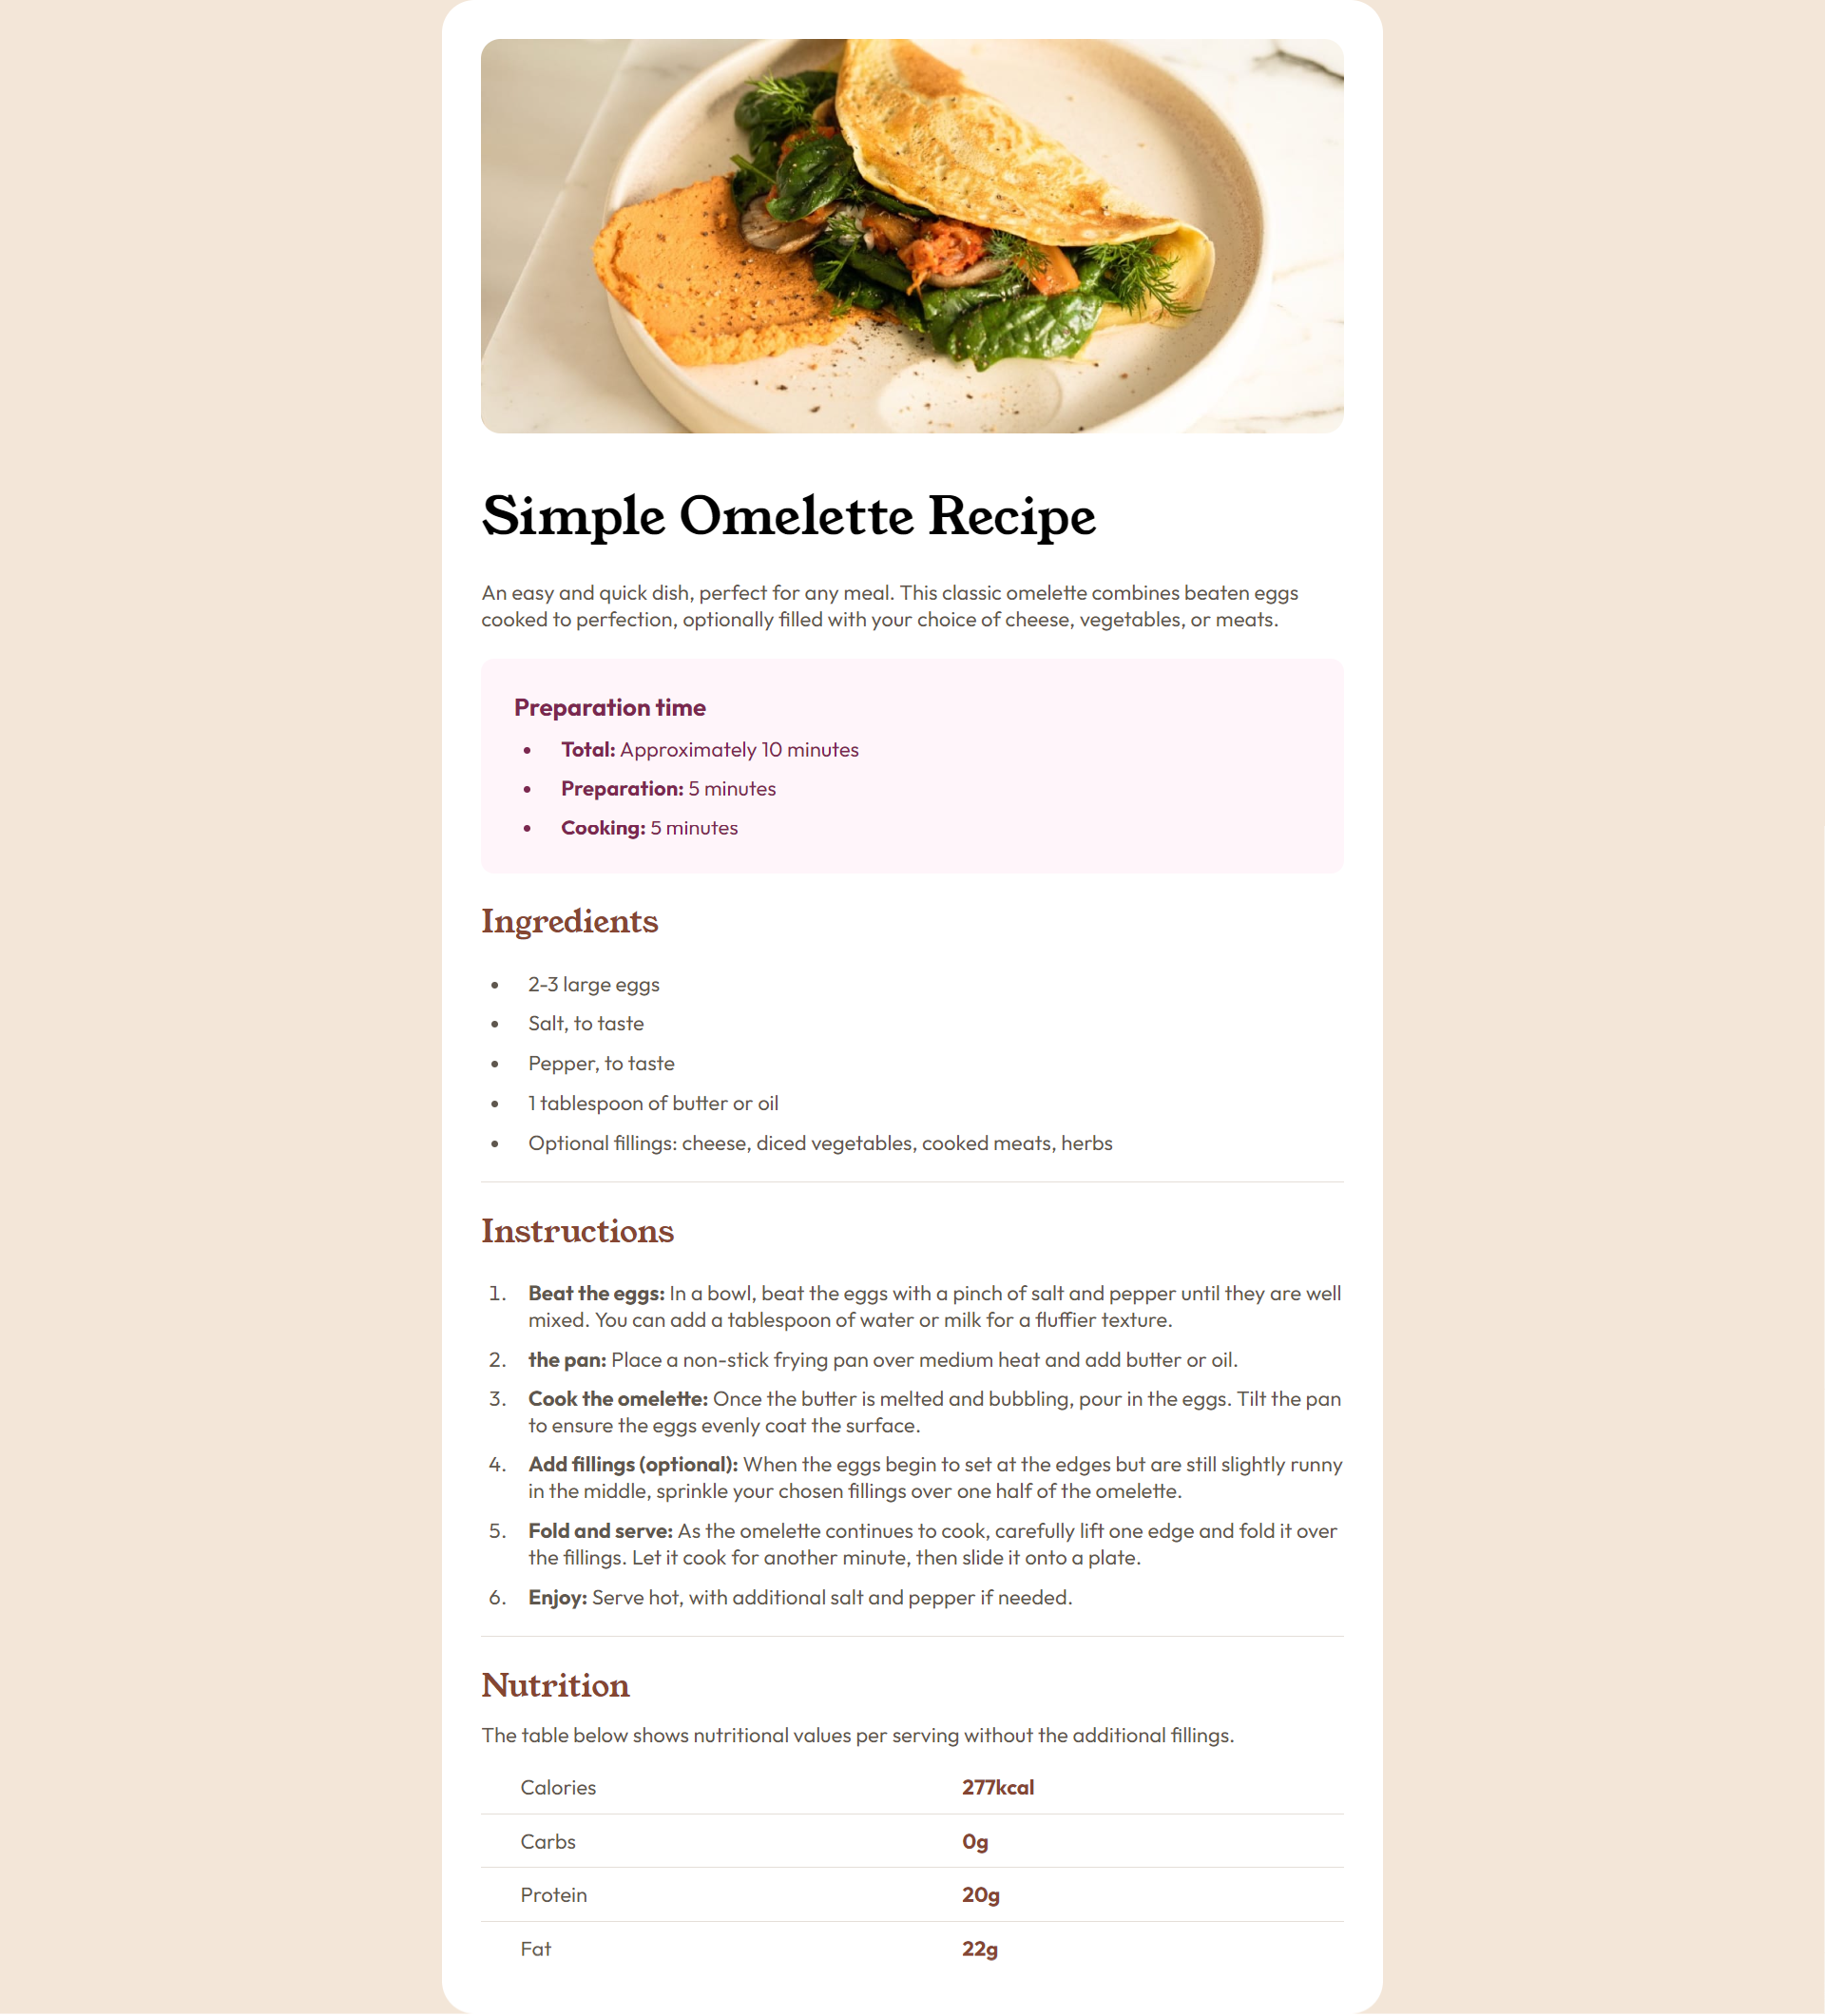 Simple Omelette Recipe
An easy and quick dish, perfect for any meal. This classic omelette combines beaten eggs
cooked to perfection, optionally filled with your choice of cheese, vegetables, or meats.
Preparation time
• Total: Approximately 10 minutes
• Preparation: 5 minutes
• Cooking: 5 minutes
Ingredients
• 2-3 large eggs
• Salt, to taste
• Pepper, to taste
• 1 tablespoon of butter or oil
• Optional fillings: cheese, diced vegetables, cooked meats, herbs
Instructions
1. Beat the eggs: In a bowl, beat the eggs with a pinch of salt and pepper until they are well
mixed. You can add a tablespoon of water or milk for a fluffier texture.
2. the pan: Place a non-stick frying pan over medium heat and add butter or oil.
3. Cook the omelette: Once the butter is melted and bubbling, pour in the eggs. Tilt the pan
to ensure the eggs evenly coat the surface.
4. Add fillings (optional): When the eggs begin to set at the edges but are still slightly runny
in the middle, sprinkle your chosen fillings over one half of the omelette.
5. Fold and serve: As the omelette continues to cook, carefully lift one edge and fold it over
the fillings. Let it cook for another minute, then slide it onto a plate.
6. Enjoy: Serve hot, with additional salt and pepper if needed.
Nutrition
The table below shows nutritional values per serving without the additional fillings.
Calories 277kcal
Carbs 0g
Protein 20g
Fat 22g